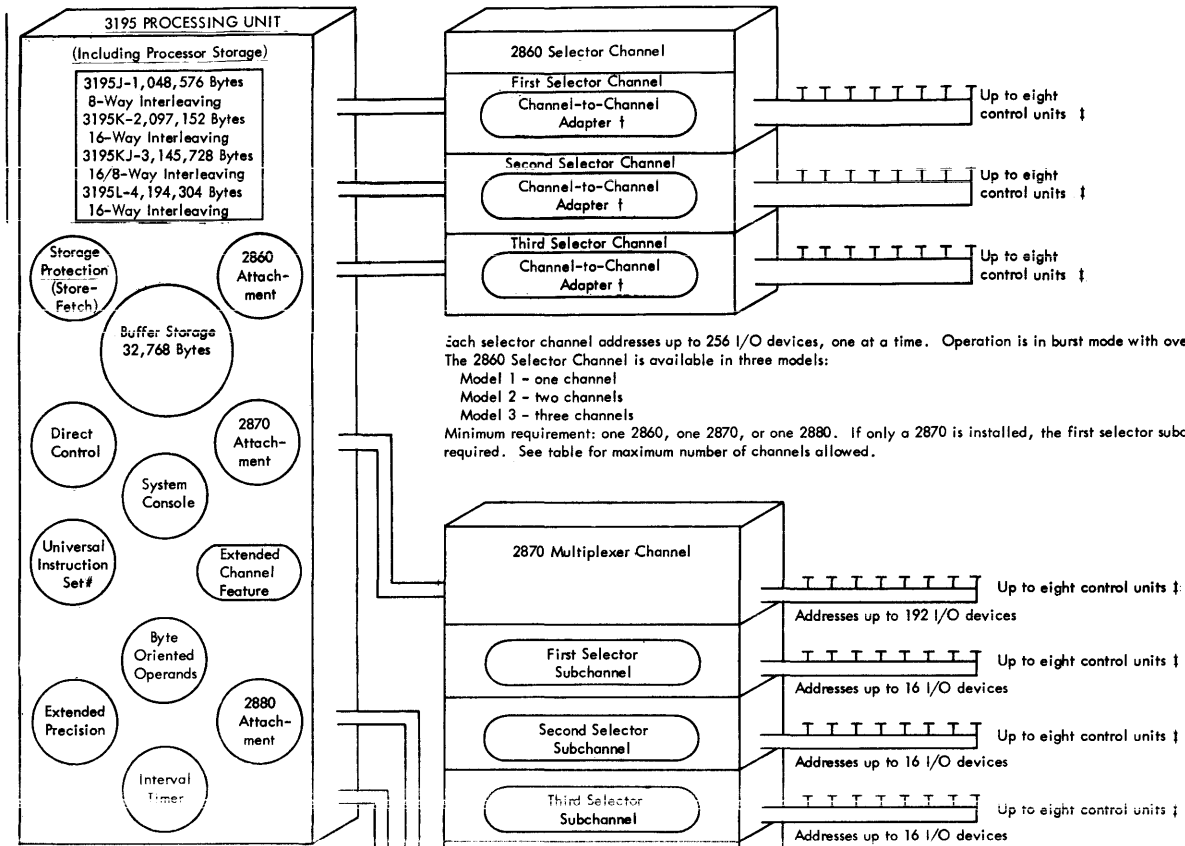 3195 PROCESSING UNIT
(Including Processor Storage)
3195J-1,048,576 Bytes
8-Way Interleaving
3195K-2,097,152 Bytes
16-Way Interleaving
3195KJ-3,145,728 Bytes
16/8-Way Interleaving
3195L-4,194,304 Bytes
16-Way Interleaving
Storage
Protection
(Store-
Fetch)
2860
Attach-
ment
Buffer Storage
32,768 Bytes
Direct
Control
2870
Attach-
ment
System
Console
Universal
Instruction
Set#
Extended
Channel
Feature
Byte
Oriented
Operands
Extended
Precision
2880
Attach-
ment
Interval
Timer
2860 Selector Channel
First Selector Channel
Channel-to-Channel
Adapter †
Up to eight
control units ‡
Second Selector Channel
Channel-to-Channel
Adapter †
Up to eight
control units ‡
Third Selector Channel
Channel-to-Channel
Adapter †
Up to eight
control units ‡
Each selector channel addresses up to 256 I/O devices, one at a time. Operation is in burst mode with ove
The 2860 Selector Channel is available in three models:
Model 1 - one channel
Model 2 - two channels
Model 3 - three channels
Minimum requirement: one 2860, one 2870, or one 2880. If only a 2870 is installed, the first selector subc
required. See table for maximum number of channels allowed.
2870 Multiplexer Channel
Up to eight control units ‡
Addresses up to 192 I/O devices
First Selector
Subchannel
Up to eight control units ‡
Addresses up to 16 I/O devices
Second Selector
Subchannel
Up to eight control units ‡
Addresses up to 16 I/O devices
Third Selector
Subchannel
Up to eight control units ‡
Addresses up to 16 I/O devices